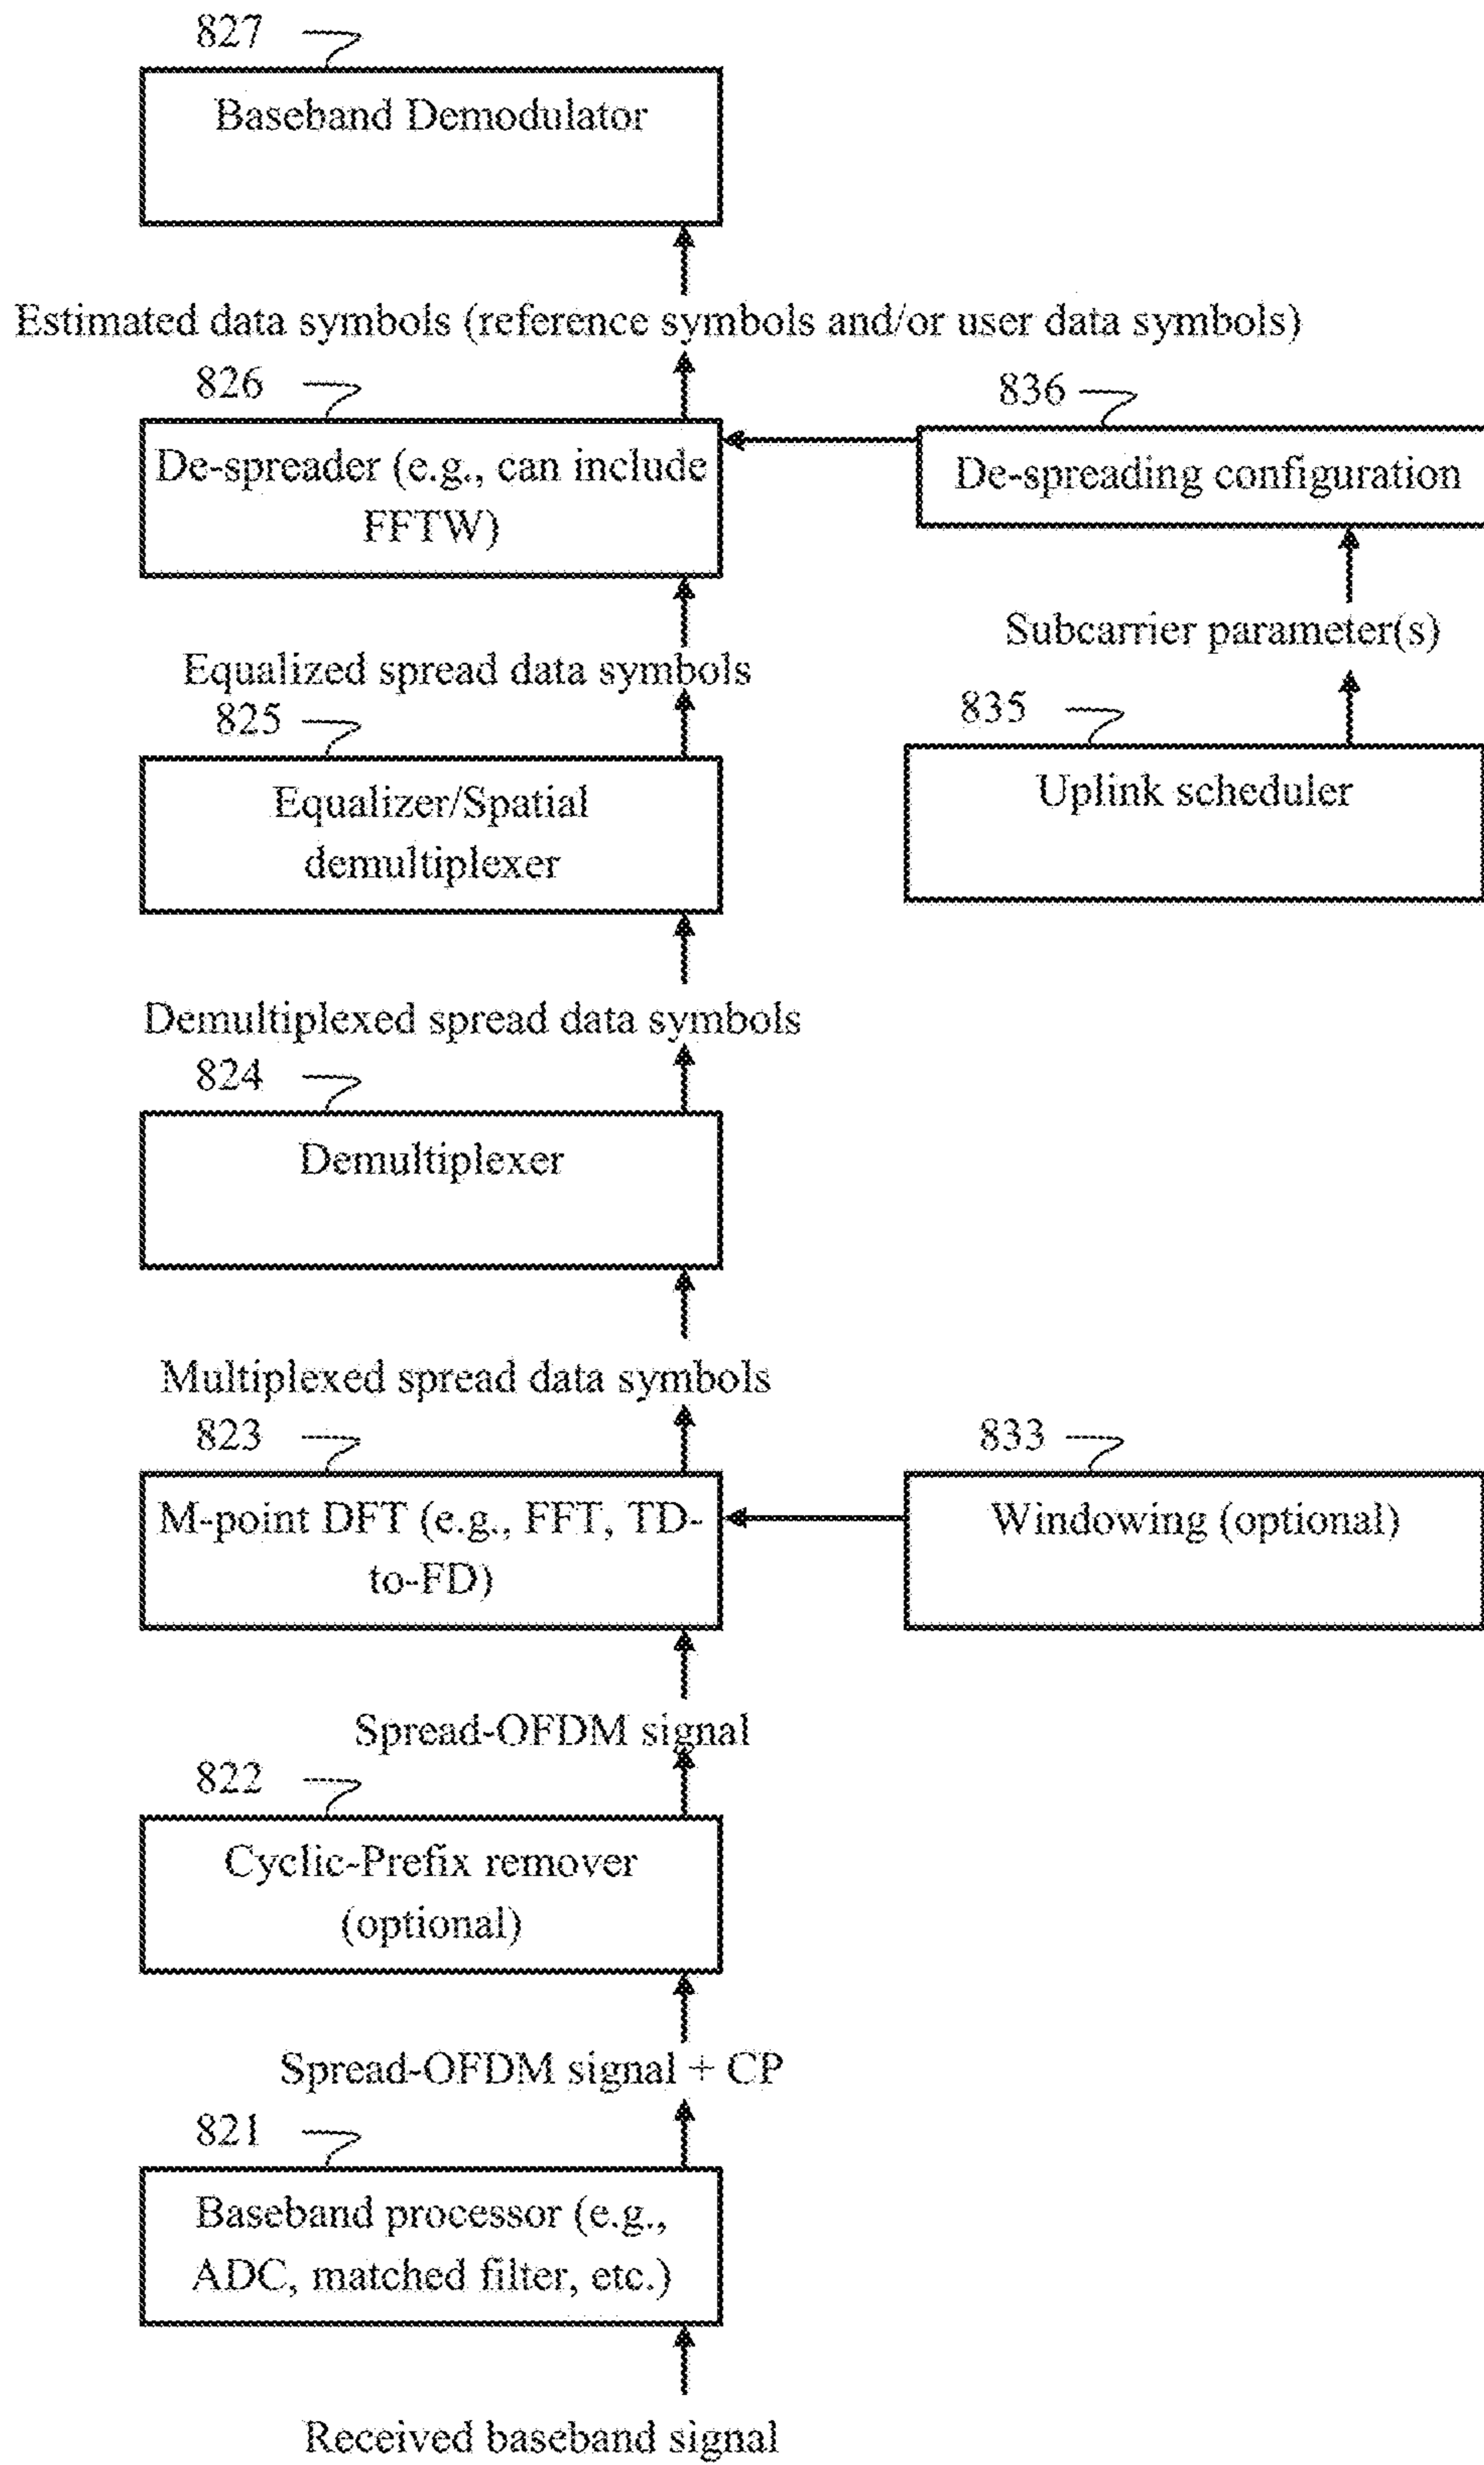 827
Baseband Demodulator
Estimated data symbols (reference symbols and/or user data symbols)
826
836
De-spreader (e.g., can include
FFTW)
De-spreading configuration
Subcarrier parameter(s)
Equalized spread data symbols
825
835
Equalizer/Spatial
demultiplexer
Uplink scheduler
Demultiplexed spread data symbols
824
Demultiplexer
Multiplexed spread data symbols
823
833
M-point DFT (e.g., FFT, TD-
to-FD)
Windowing (optional)
Spread-OFDM signal
822
Cyclic-Prefix remover
(optional)
Spread-OFDM signal + CP
821
Baseband processor (e.g.,
ADC, matched filter, etc.)
Received baseband signal